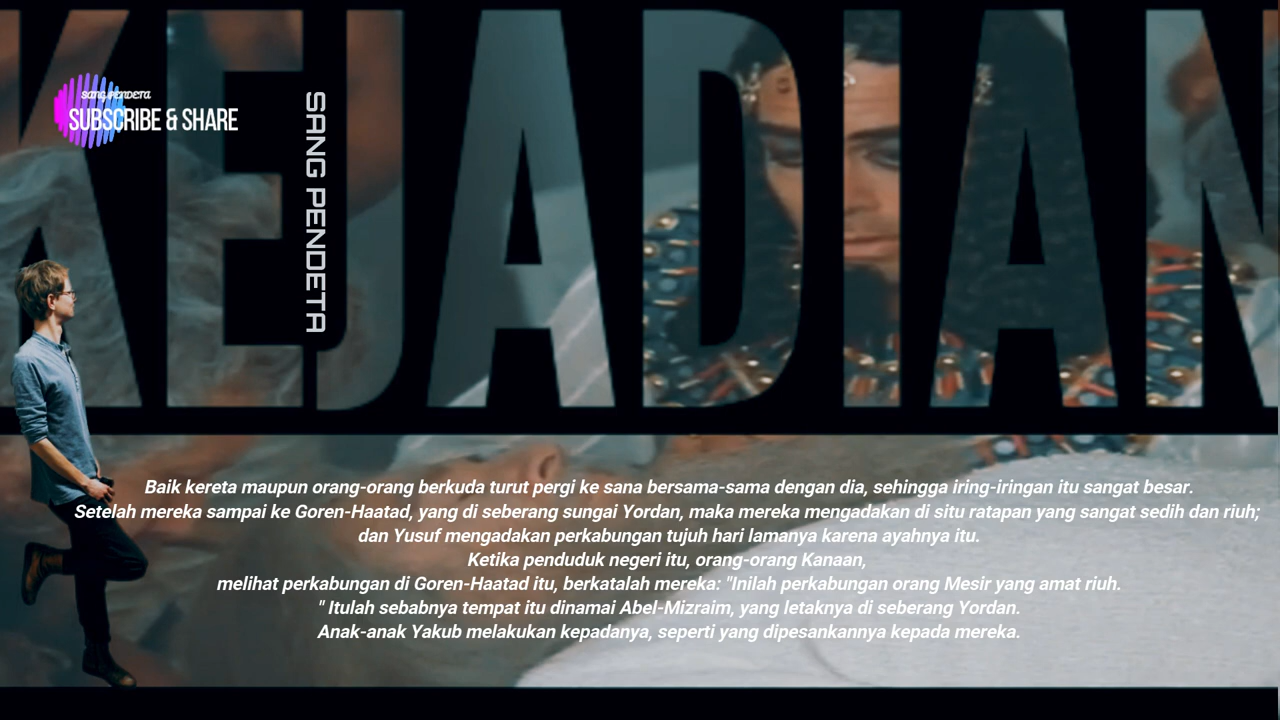 KEJADIAN
sang pendeta
SUBSCRIBE & SHARE
SANG PENDETA
Baik kereta maupun orang-orang berkuda turut pergi ke sana bersama-sama dengan dia, sehingga iring-iringan itu sangat besar.
Setelah mereka sampai ke Goren-Haatad, yang di seberang sungai Yordan, maka mereka mengadakan di situ ratapan yang sangat sedih dan riuh;
dan Yusuf mengadakan perkabungan tujuh hari lamanya karena ayahnya itu.
Ketika penduduk negeri itu, orang-orang Kanaan,
melihat perkabungan di Goren-Haatad itu, berkatalah mereka: "Inilah perkabungan orang Mesir yang amat riuh.
" Itulah sebabnya tempat itu dinamai Abel-Mizraim, yang letaknya di seberang Yordan.
Anak-anak Yakub melakukan kepadanya, seperti yang dipesankannya kepada mereka.